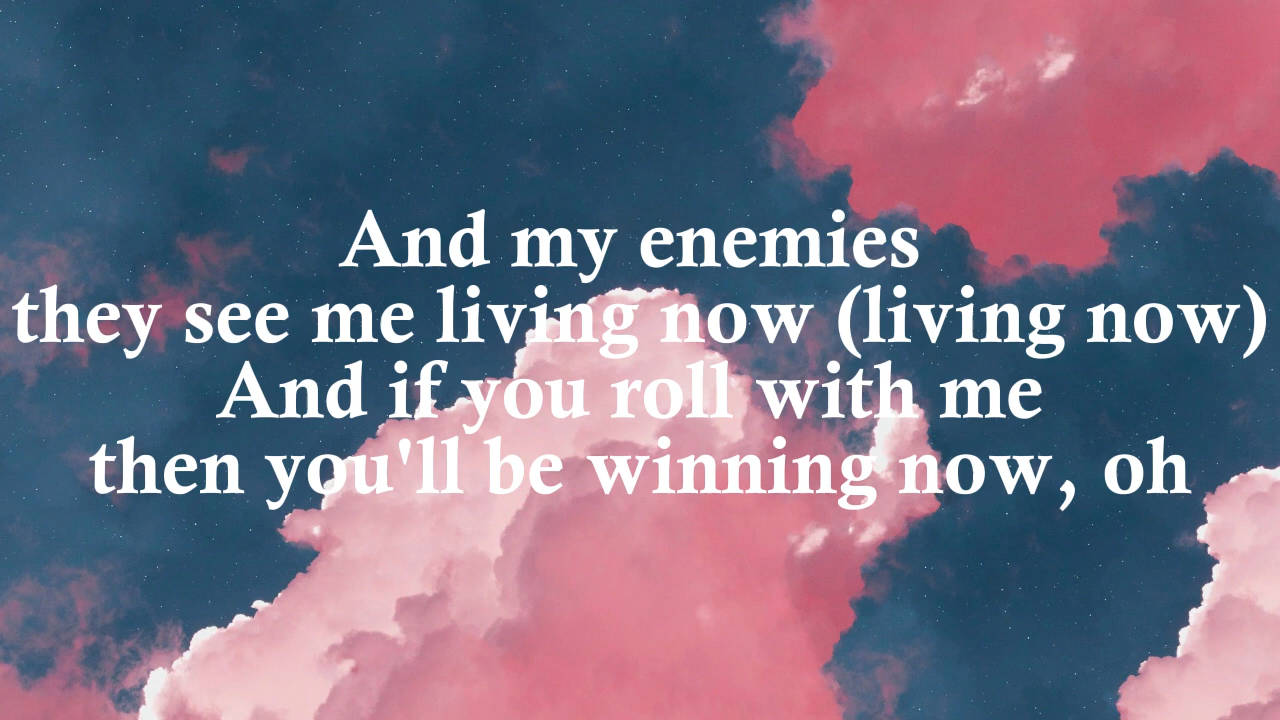 And my enemies
they see me living now (living now)
And if you roll with me
then you'll be winning now, oh